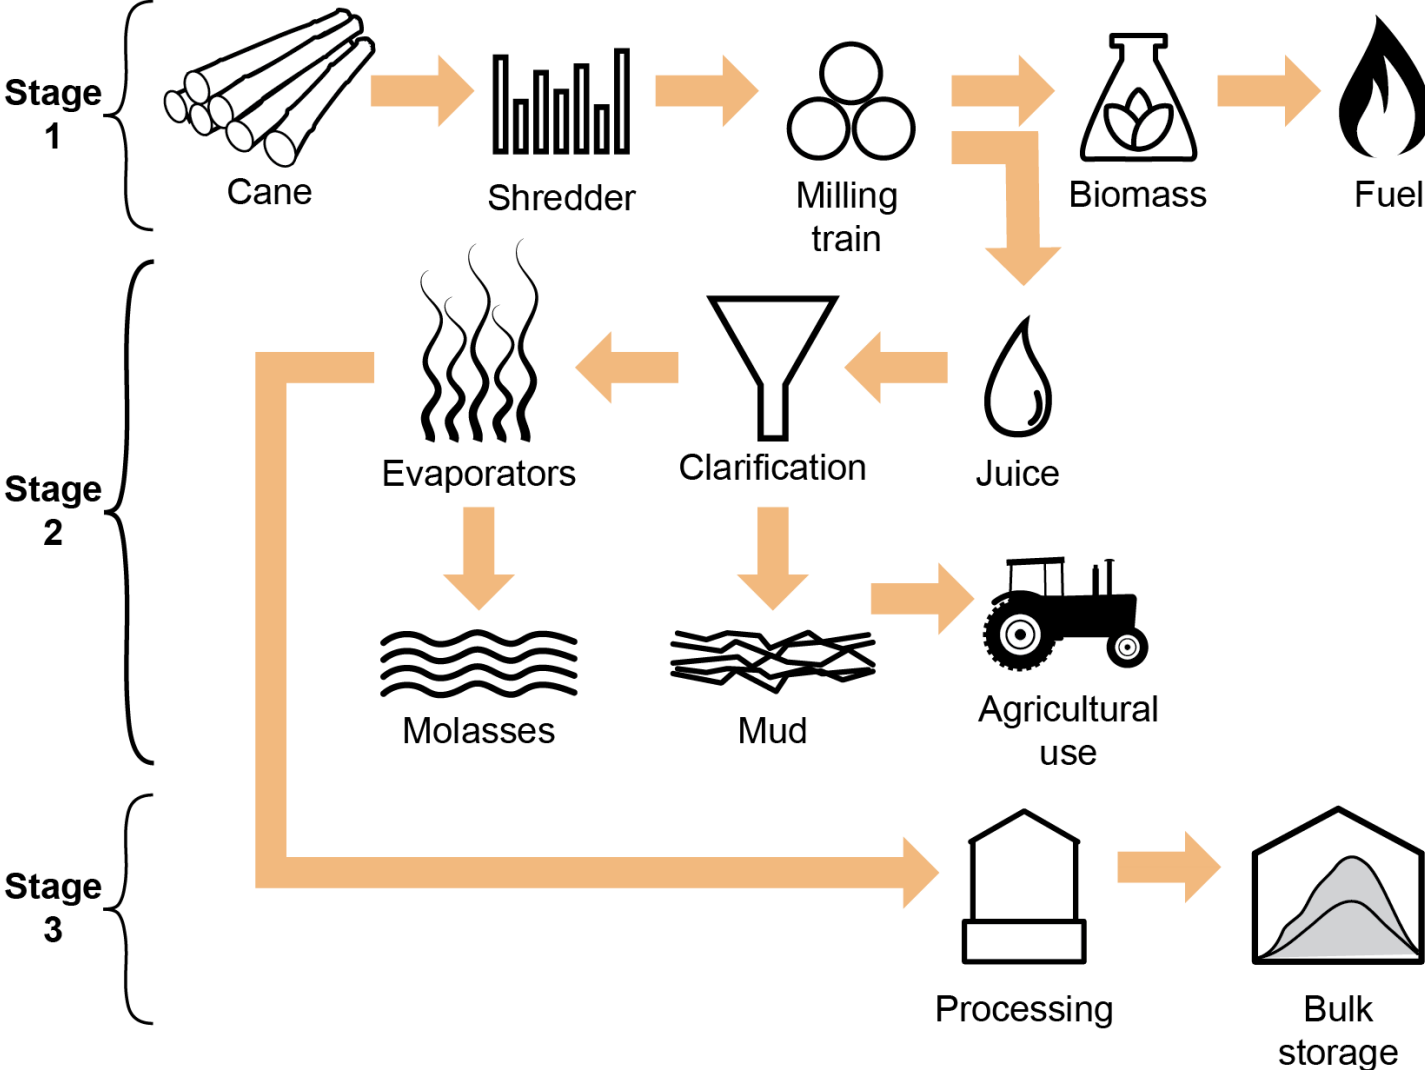 Stage
1
Cane
Shredder
Milling
train
Biomass
Fuel
Stage
2
Evaporators
Clarification
Juice
Molasses
Mud
Agricultural
use
Stage
3
Processing
Bulk
storage